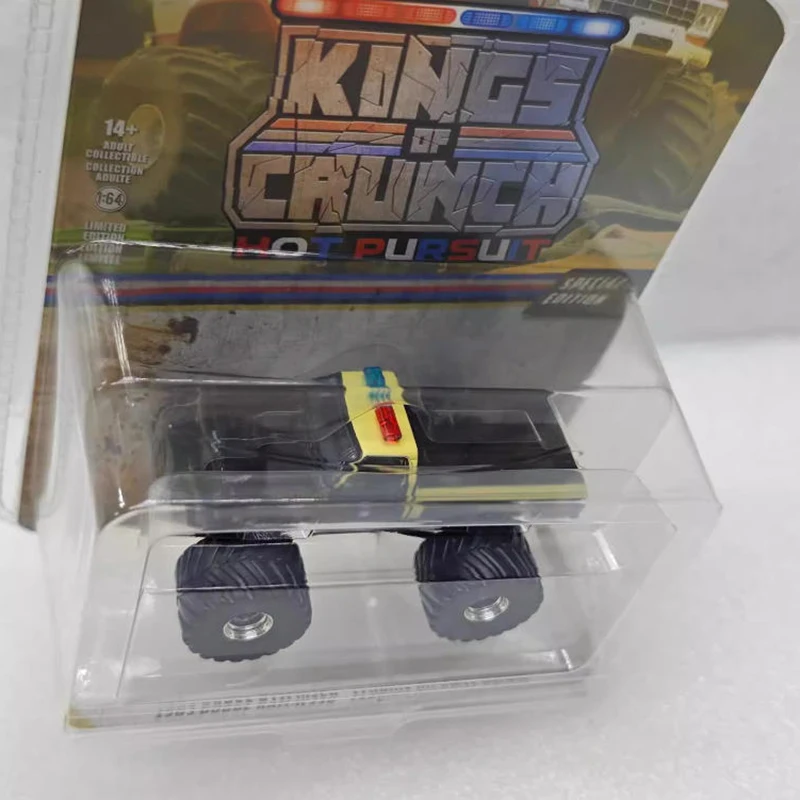 KINGS
OF
CRUNCH
HOT PURSUIT
14+
ADULT
COLLECTIBLE
COLLECTION
ADULTE
1:64
LIMITED
EDITION
SPECIAL
EDITION